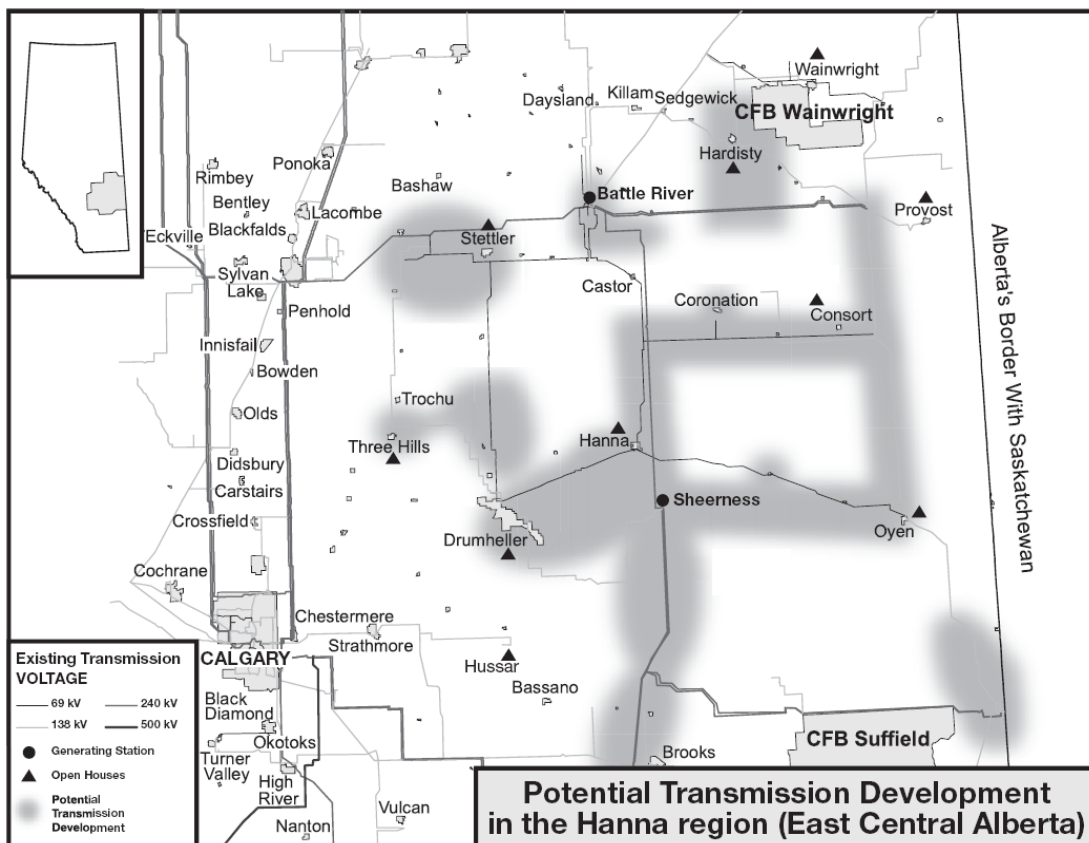 Wainwright
Killam
Daysland
Sedgewick
CFB Wainwright
Ponoka
Hardisty
Rimbey
Bashaw
Battle River
Bentley
Lacombe
Provost
Blackfalds
Stettler
Eckville
Sylvan
Lake
Castor
Coronation
Penhold
Consort
Alberta's Border With Saskatchewan
Innisfail
Bowden
Trochu
Olds
Three Hills
Hanna
Didsbury
Carstairs
Sheerness
Crossfield
Drumheller
Oyen
Cochrane
Chestermere
Strathmore
CALGARY
Hussar
Bassano
Black
Diamond
Okotoks
CFB Suffield
Turner
Valley
Brooks
High
River
Vulcan
Nanton
Existing Transmission
VOLTAGE
69 kV
240 kV
138 kV
500 kV
Generating Station
Open Houses
Potential
Transmission
Development
Potential Transmission Development
in the Hanna region (East Central Alberta)